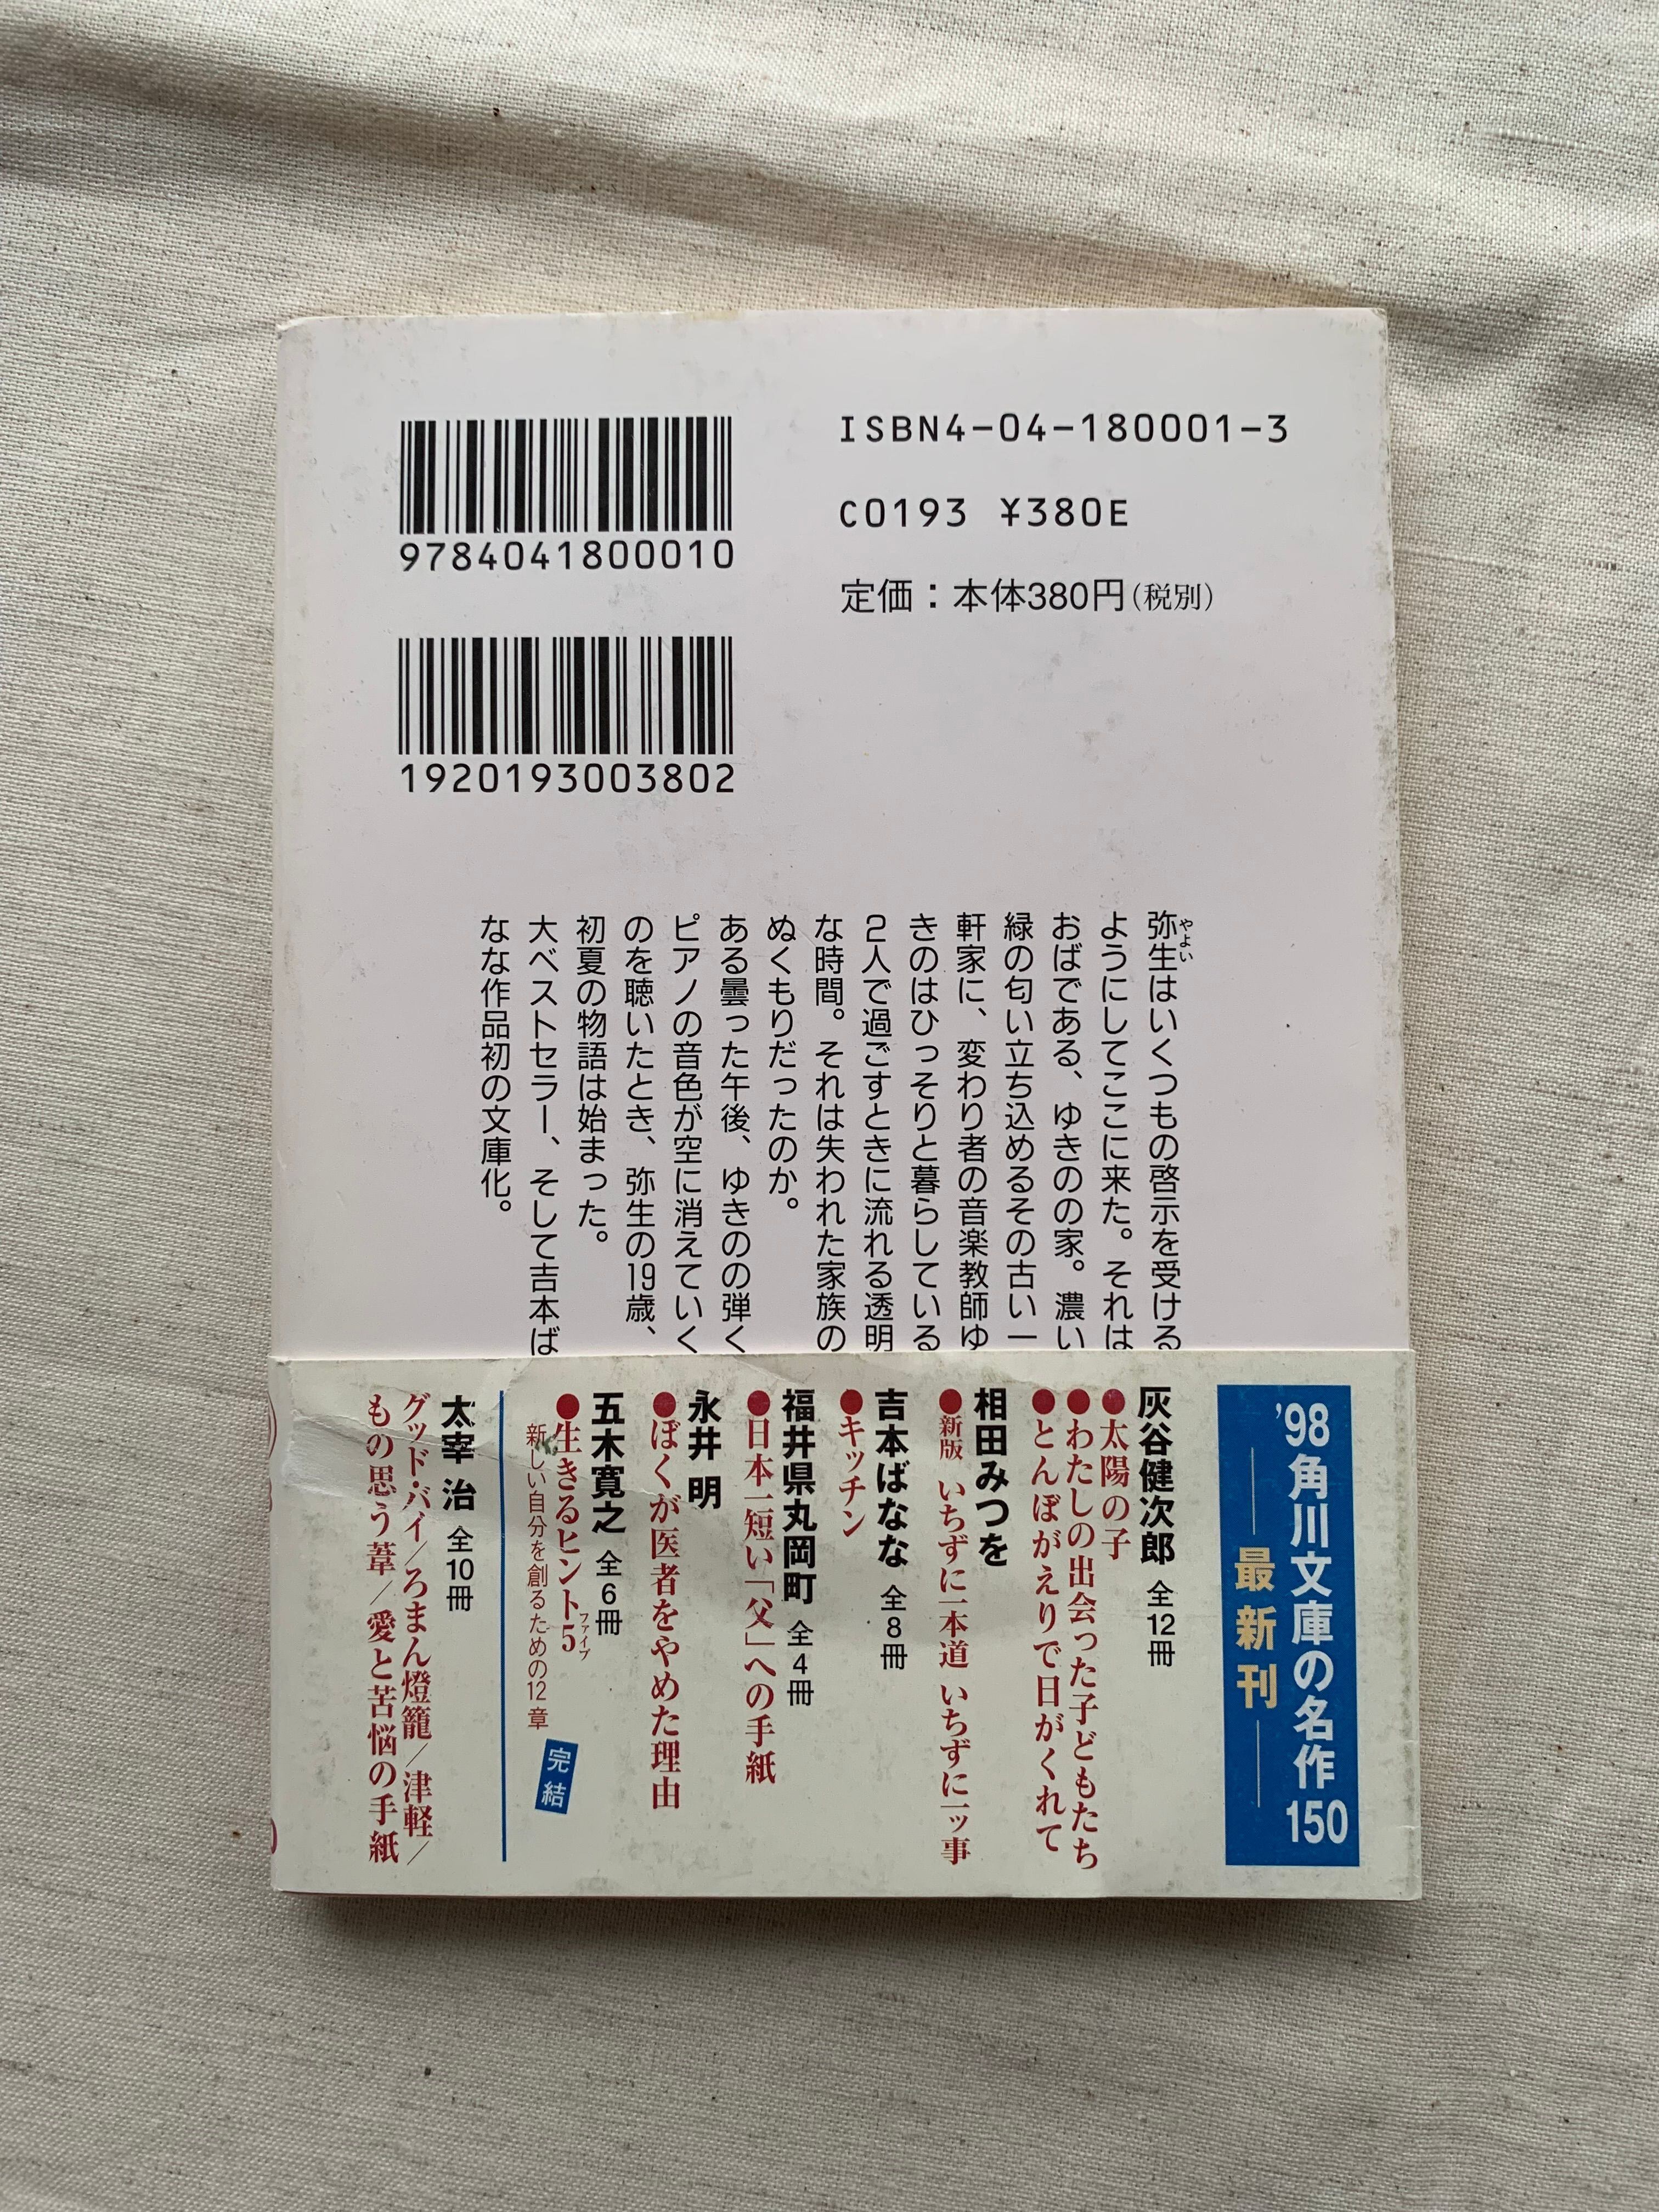 9784041800010
ISBN4-04-180001-3
C0193 ¥380E
定価：本体380円（税別）
1920193003802
弥生はいくつもの啓示を受ける
やよい
ようにしてここに来た。それは
おばである、ゆきのの家。濃い
緑の匂い立ち込めるその古い一
軒家に、変わり者の音楽教師ゆ
きのはひっそりと暮らしている
2人で過ごすときに流れる透明
な時間。それは失われた家族の
ぬくもりだったのか。
ある曇った午後、ゆきのの弾く
ピアノの音色が空に消えていく
のを聴いたとき、弥生の19歳、
初夏の物語は始まった。
大ベストセラー、そして吉本ば
なな作品初の文庫化。
'98角川文庫の名作150
最新刊
灰谷健次郎 全12冊
●太陽の子
●わたしの出会った子どもたち
●とんぼがえりで日がくれて
相田みつを
●新版 いちずに一本道 いちずに一ッ事
吉本ばなな 全8冊
●キッチン
福井県丸岡町 全4冊
●日本一短い「父」への手紙
永井 明
●ぼくが医者をやめた理由
五木寛之 全6冊
●生きるヒント5
ファイブ
新しい自分を創るための12章
完結
太宰 治 全10冊
グッド・バイ／ろまん燈籠／津軽／
もの思う葦／愛と苦悩の手紙